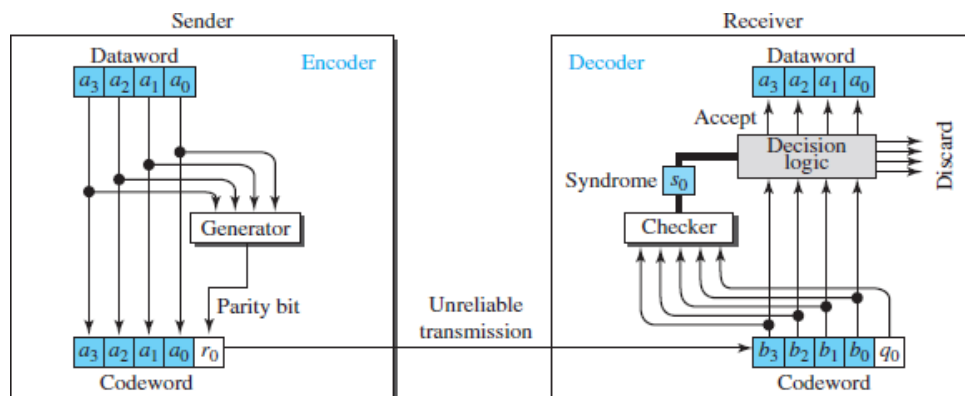 Sender
Encoder
Dataword
a3 a2 a1 a0
Generator
Parity bit
a3 a2 a1 a0 r0
Codeword
Unreliable
transmission
Receiver
Decoder
Dataword
a3 a2 a1 a0
Accept
Decision
logic
Discard
Syndrome s0
Checker
b3 b2 b1 b0 q0
Codeword